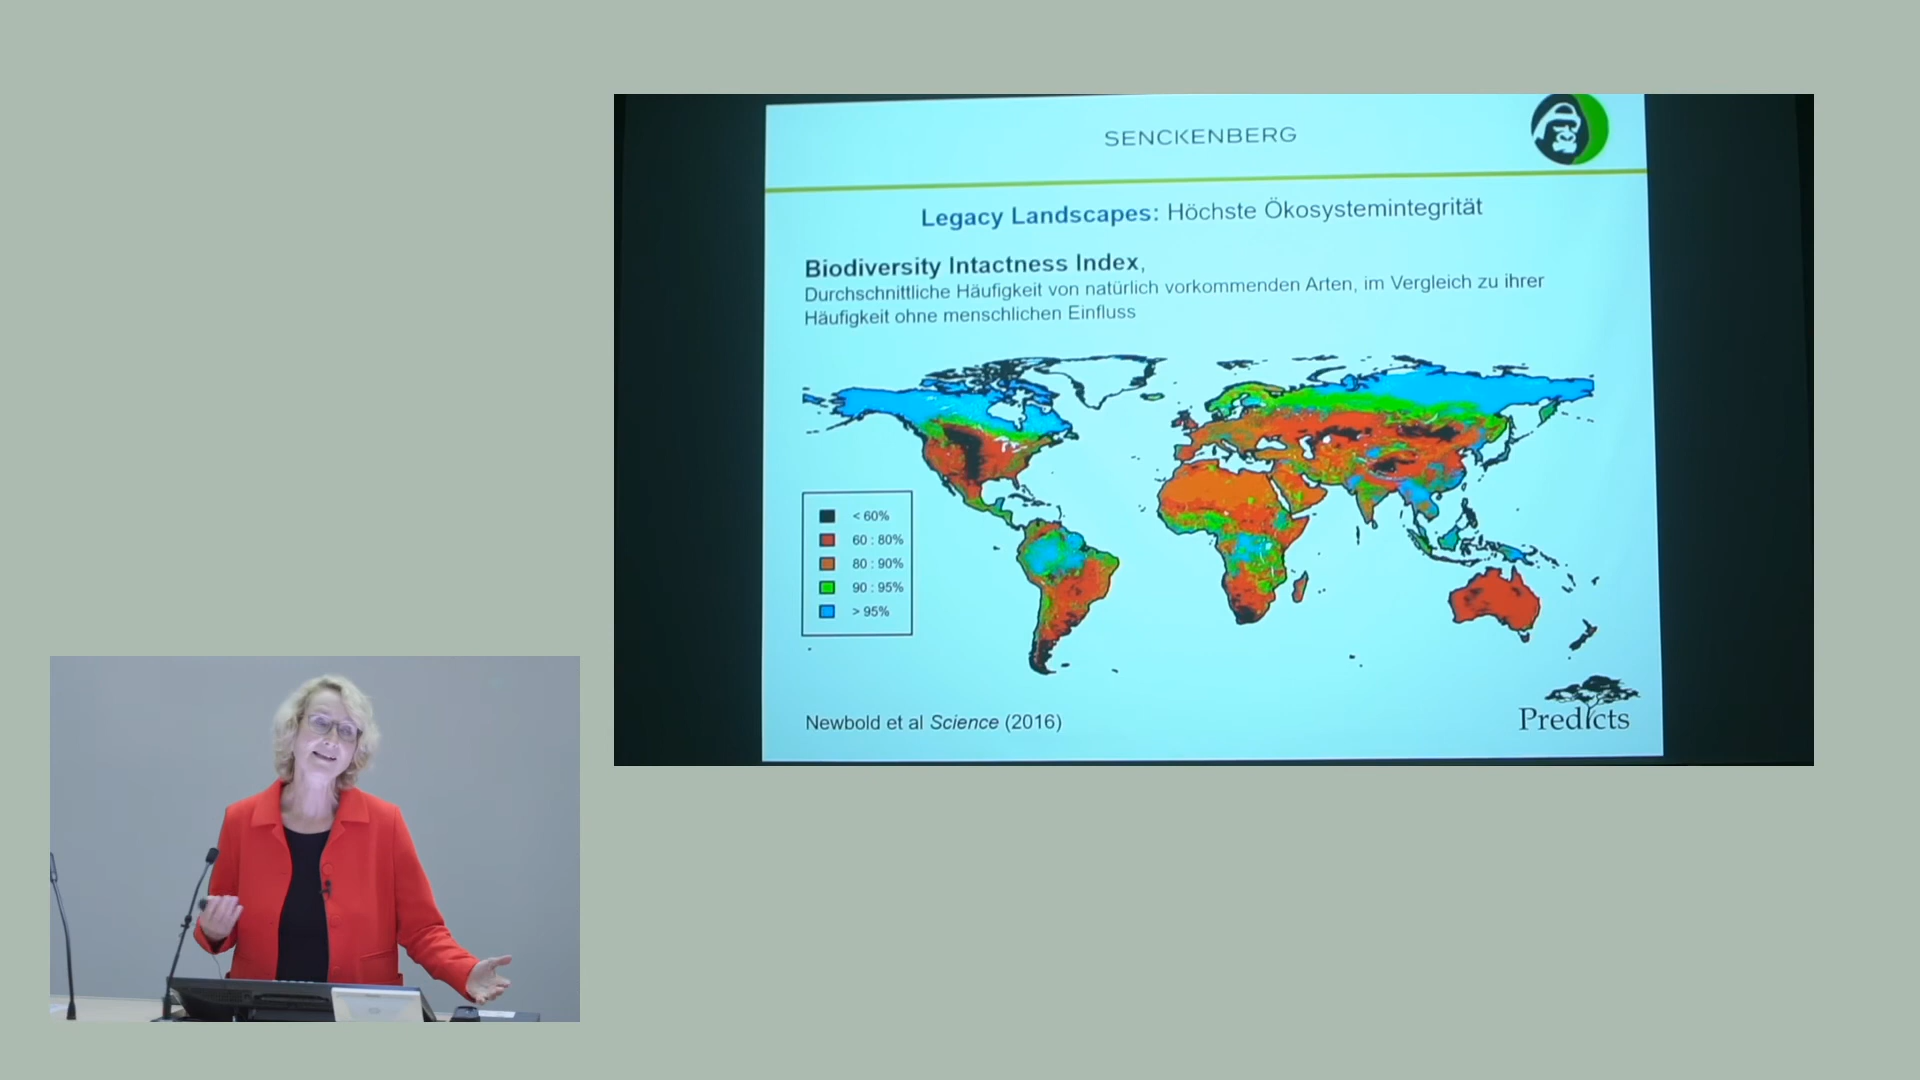 SENCKENBERG
Legacy Landscapes: Höchste Ökosystemintegrität
Biodiversity Intactness Index,
Durchschnittliche Häufigkeit von natürlich vorkommenden Arten, im Vergleich zu ihrer
Häufigkeit ohne menschlichen Einfluss
< 60%
60 : 80%
80 : 90%
90 : 95%
> 95%
Newbold et al Science (2016)
Predicts